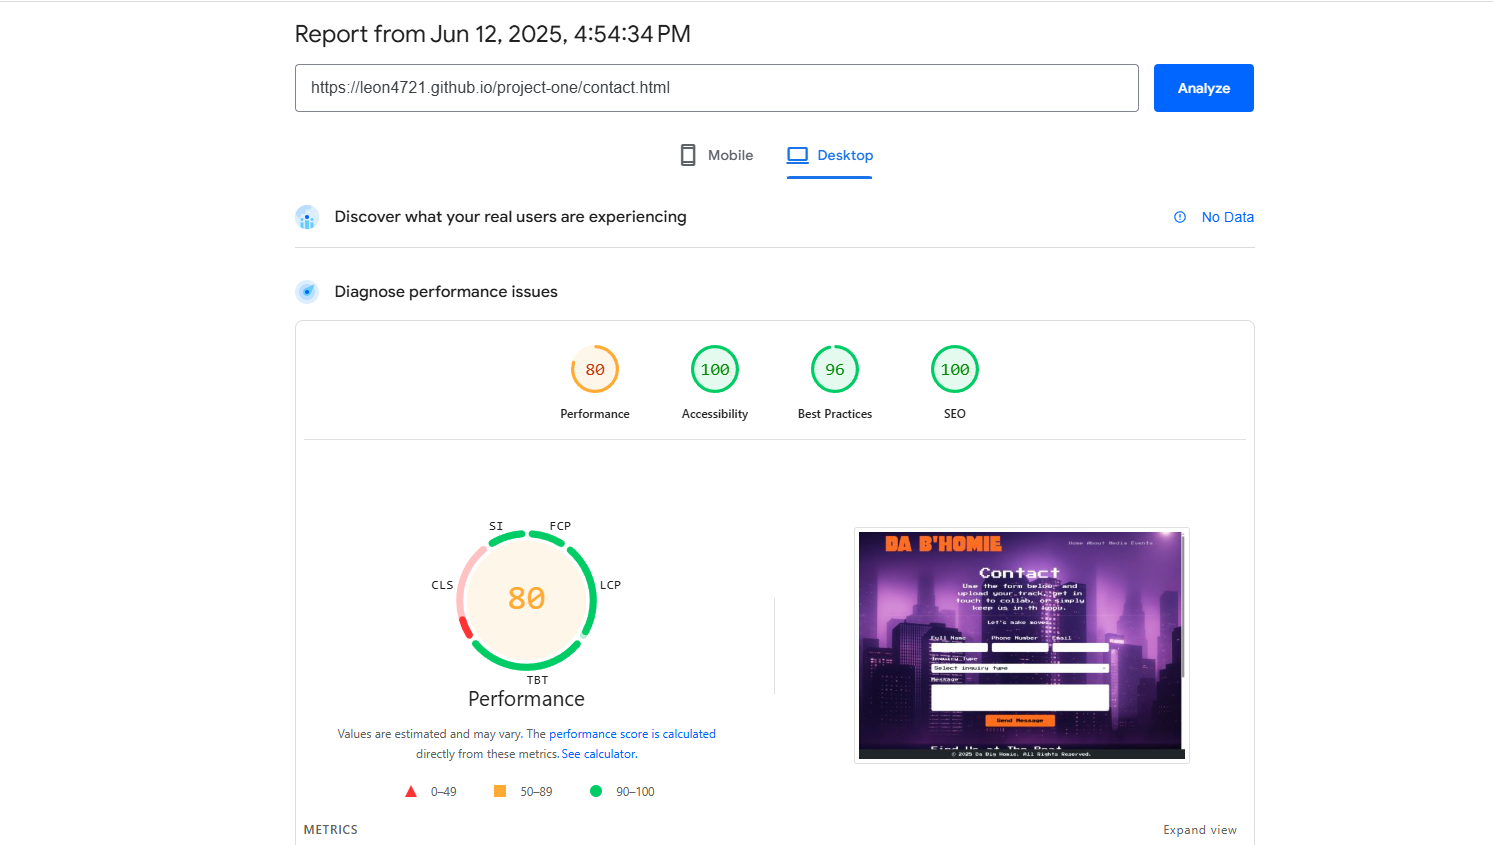 Report from Jun 12, 2025, 4:54:34 PM
https://leon4721.github.io/project-one/contact.html
Analyze
Mobile
Desktop
Discover what your real users are experiencing
No Data
Diagnose performance issues
80
100
96
100
Performance
Accessibility
Best Practices
SEO
SI
FCP
CLS
LCP
80
TBT
Performance
Values are estimated and may vary. The performance score is calculated
directly from these metrics. See calculator.
0–49
50–89
90–100
DA B'HOMIE
Home About Media Events
Contact
Use the form below, and
upload your track, get in
touch to collab, or simply
keep us in th loopu.
Let's make moves.
Full Name
Phone Number
Email
Inquiry Type
Select inquiry type
Message
Send Message
Find Us at The Beat
© 2025 Da Big Homie. All Rights Reserved.
METRICS
Expand view